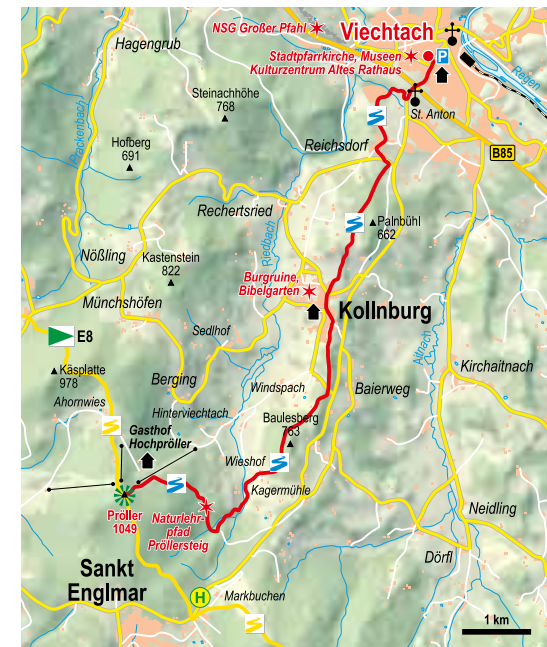 NSG Großer Pfahl
Viechtach
Hagengrub
Stadtpfarrkirche, Museen
Kulturzentrum Altes Rathaus
P
Regen
Steinachhöhe
768
St. Anton
Prackenbach
Hofberg
691
Reichsdorf
B85
Rechertsried
Palnbühl
662
Riedbach
Nößling
Kastenstein
822
Burgruine,
Bibelgarten
Münchshöfen
Kollnburg
E8
Sedlhof
Aitnach
Käsplatte
978
Kirchaitnach
Berging
Windspach
Baierweg
Ahornwies
Hinterviechtach
Gasthof
Hochpröller
Baulesberg
763
Wieshof
Kagermühle
Pröller
1049
Naturlehr-
pfad
Pröllersteig
Neidling
Dörfl
Sankt
Englmar
H
Markbuchen
1 km